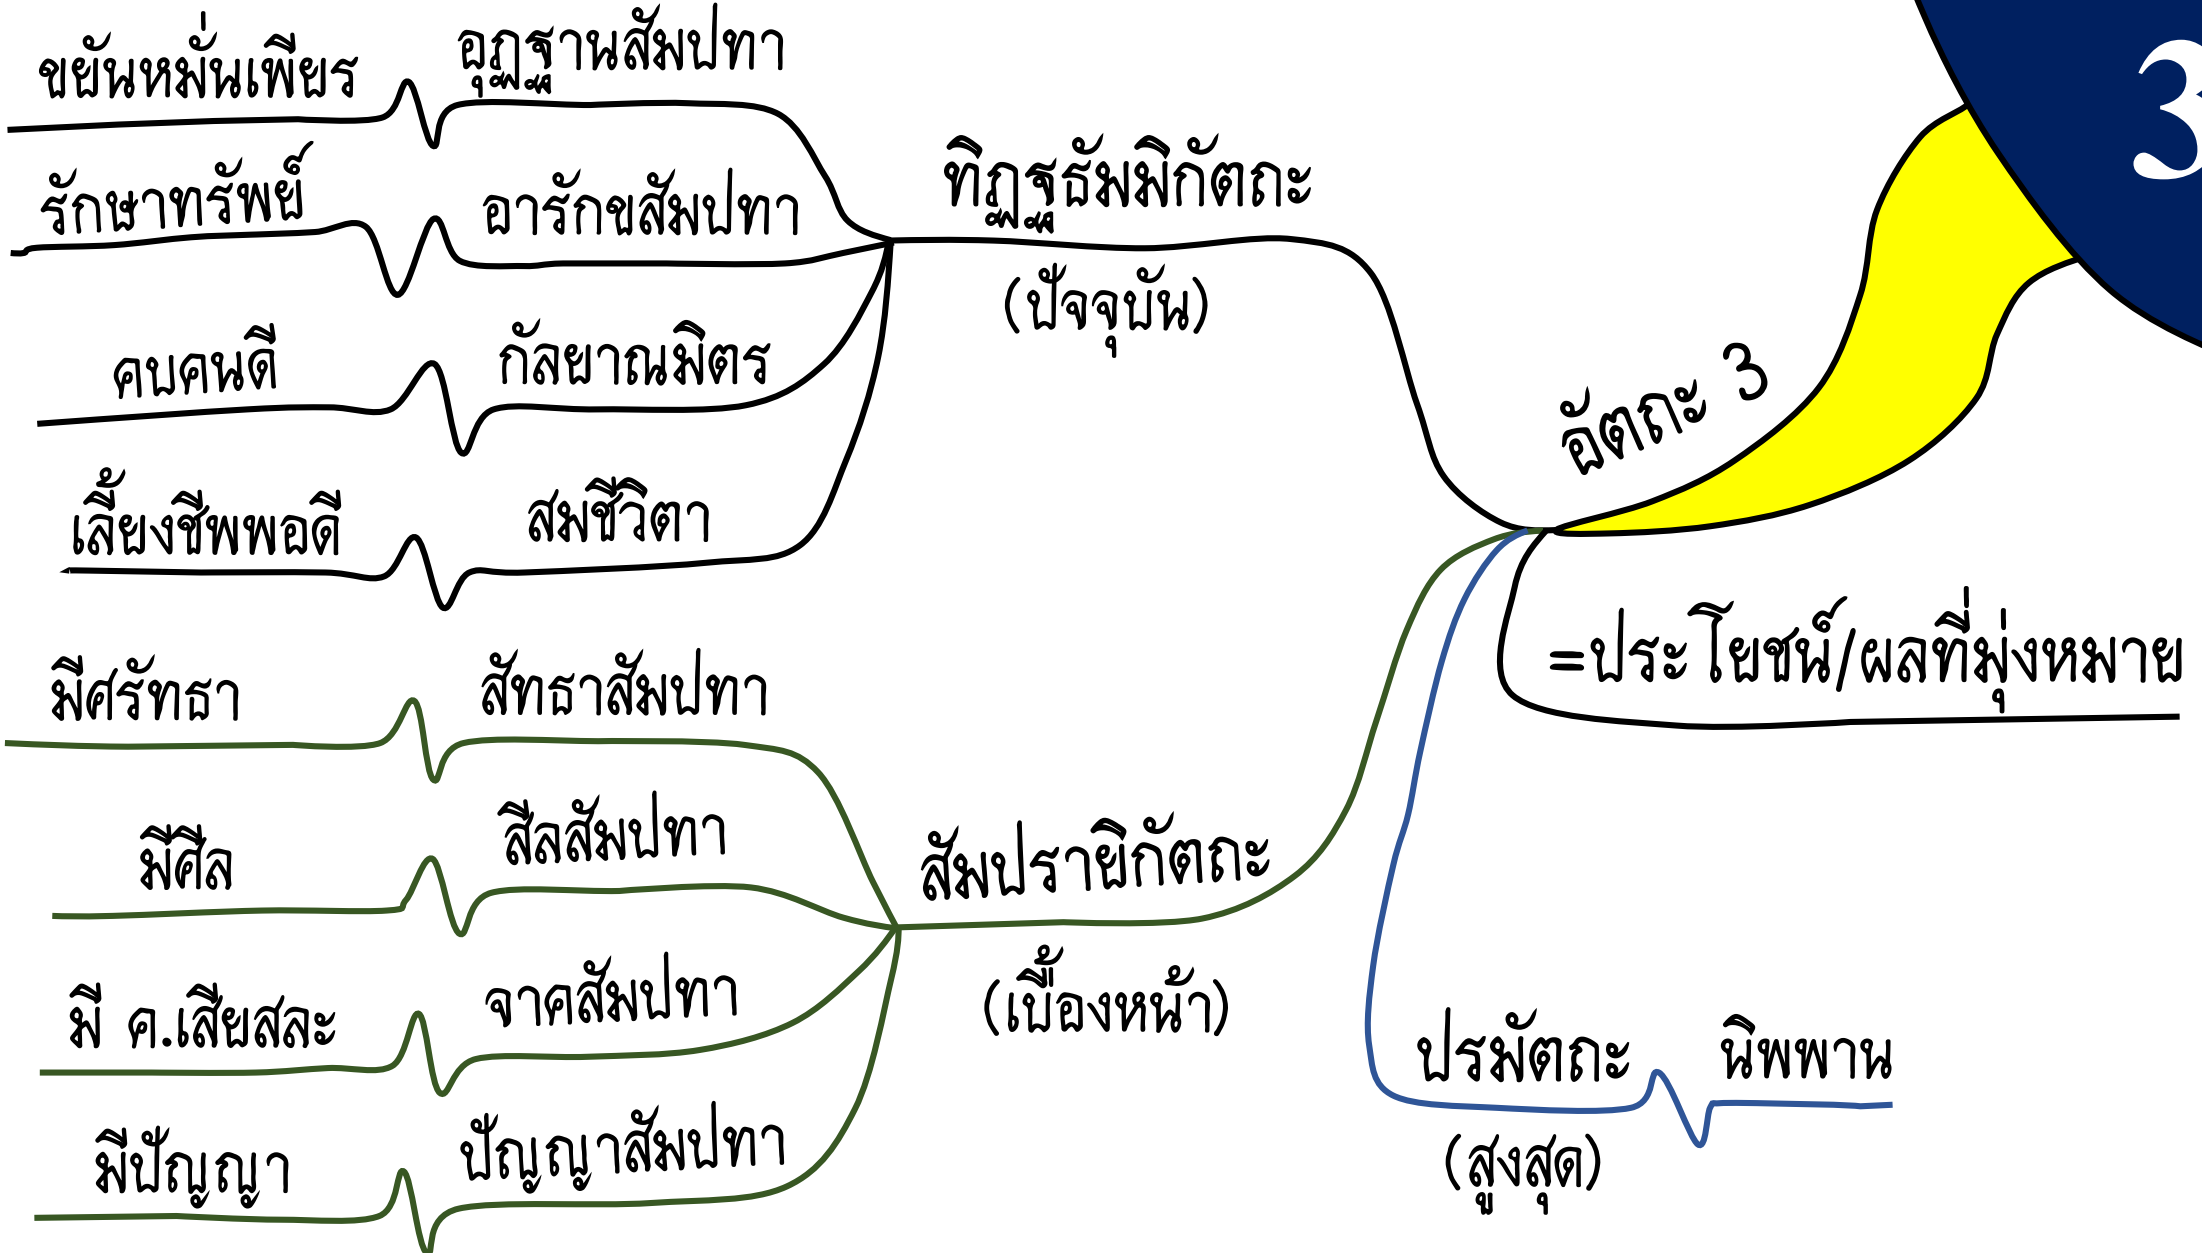 3
อัตถะ 3
=ประโยชน์/ผลที่มุ่งหมาย
ทิฏฐธัมมิกัตถะ
(ปัจจุบัน)
อุฏฐานสัมปทา
ขยันหมั่นเพียร
อารักขสัมปทา
รักษาทรัพย์
กัลยาณมิตร
คบคนดี
สมชีวิตา
เลี้ยงชีพพอดี
สัมปรายิกัตถะ
(เบื้องหน้า)
สัทธาสัมปทา
มีศรัทธา
สีลสัมปทา
มีศีล
จาคสัมปทา
มี ค.เสียสละ
ปัญญาสัมปทา
มีปัญญา
ปรมัตถะ
(สูงสุด)
นิพพาน